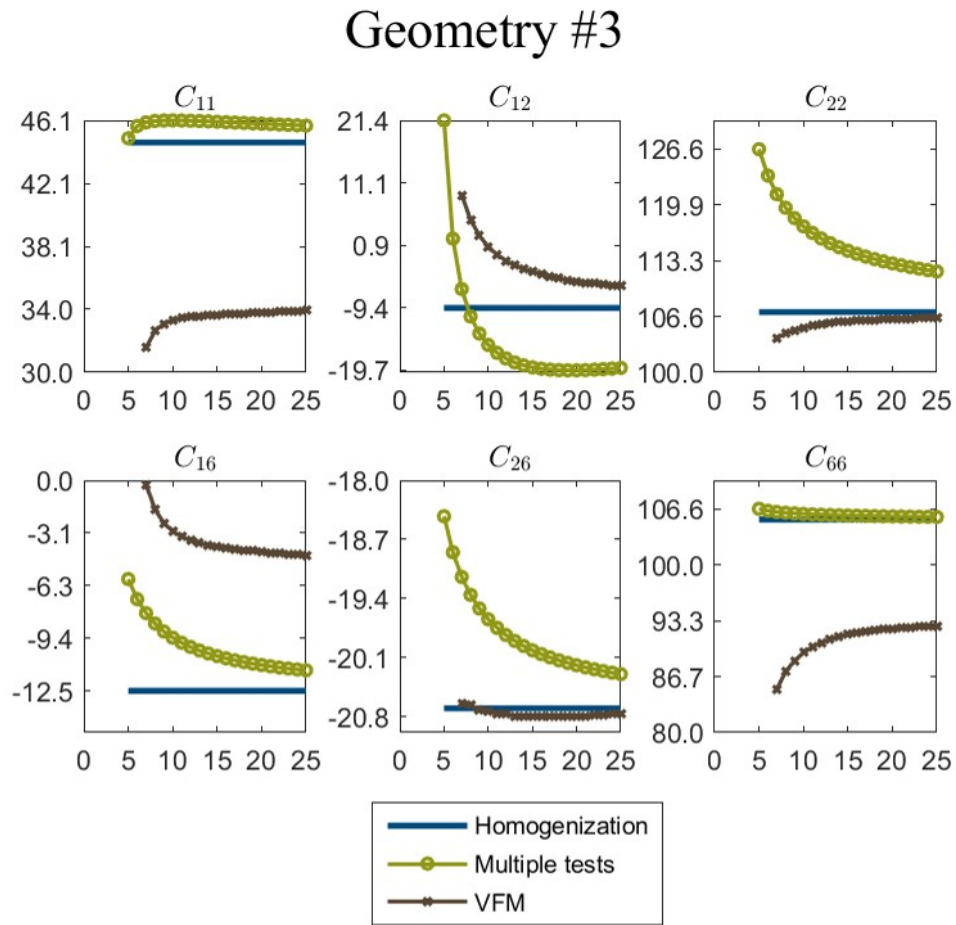 Geometry #3
C11 C12 C22
46.1 42.1 38.1 34.0 30.0
0 5 10 15 20 25
21.4 11.1 0.9 -9.4 -19.7
0 5 10 15 20 25
126.6 119.9 113.3 106.6 100.0
0 5 10 15 20 25
C16 C26 C66
0.0 -3.1 -6.3 -9.4 -12.5
0 5 10 15 20 25
-18.0 -18.7 -19.4 -20.1 -20.8
0 5 10 15 20 25
106.6 100.0 93.3 86.7 80.0
0 5 10 15 20 25
Homogenization
Multiple tests
VFM